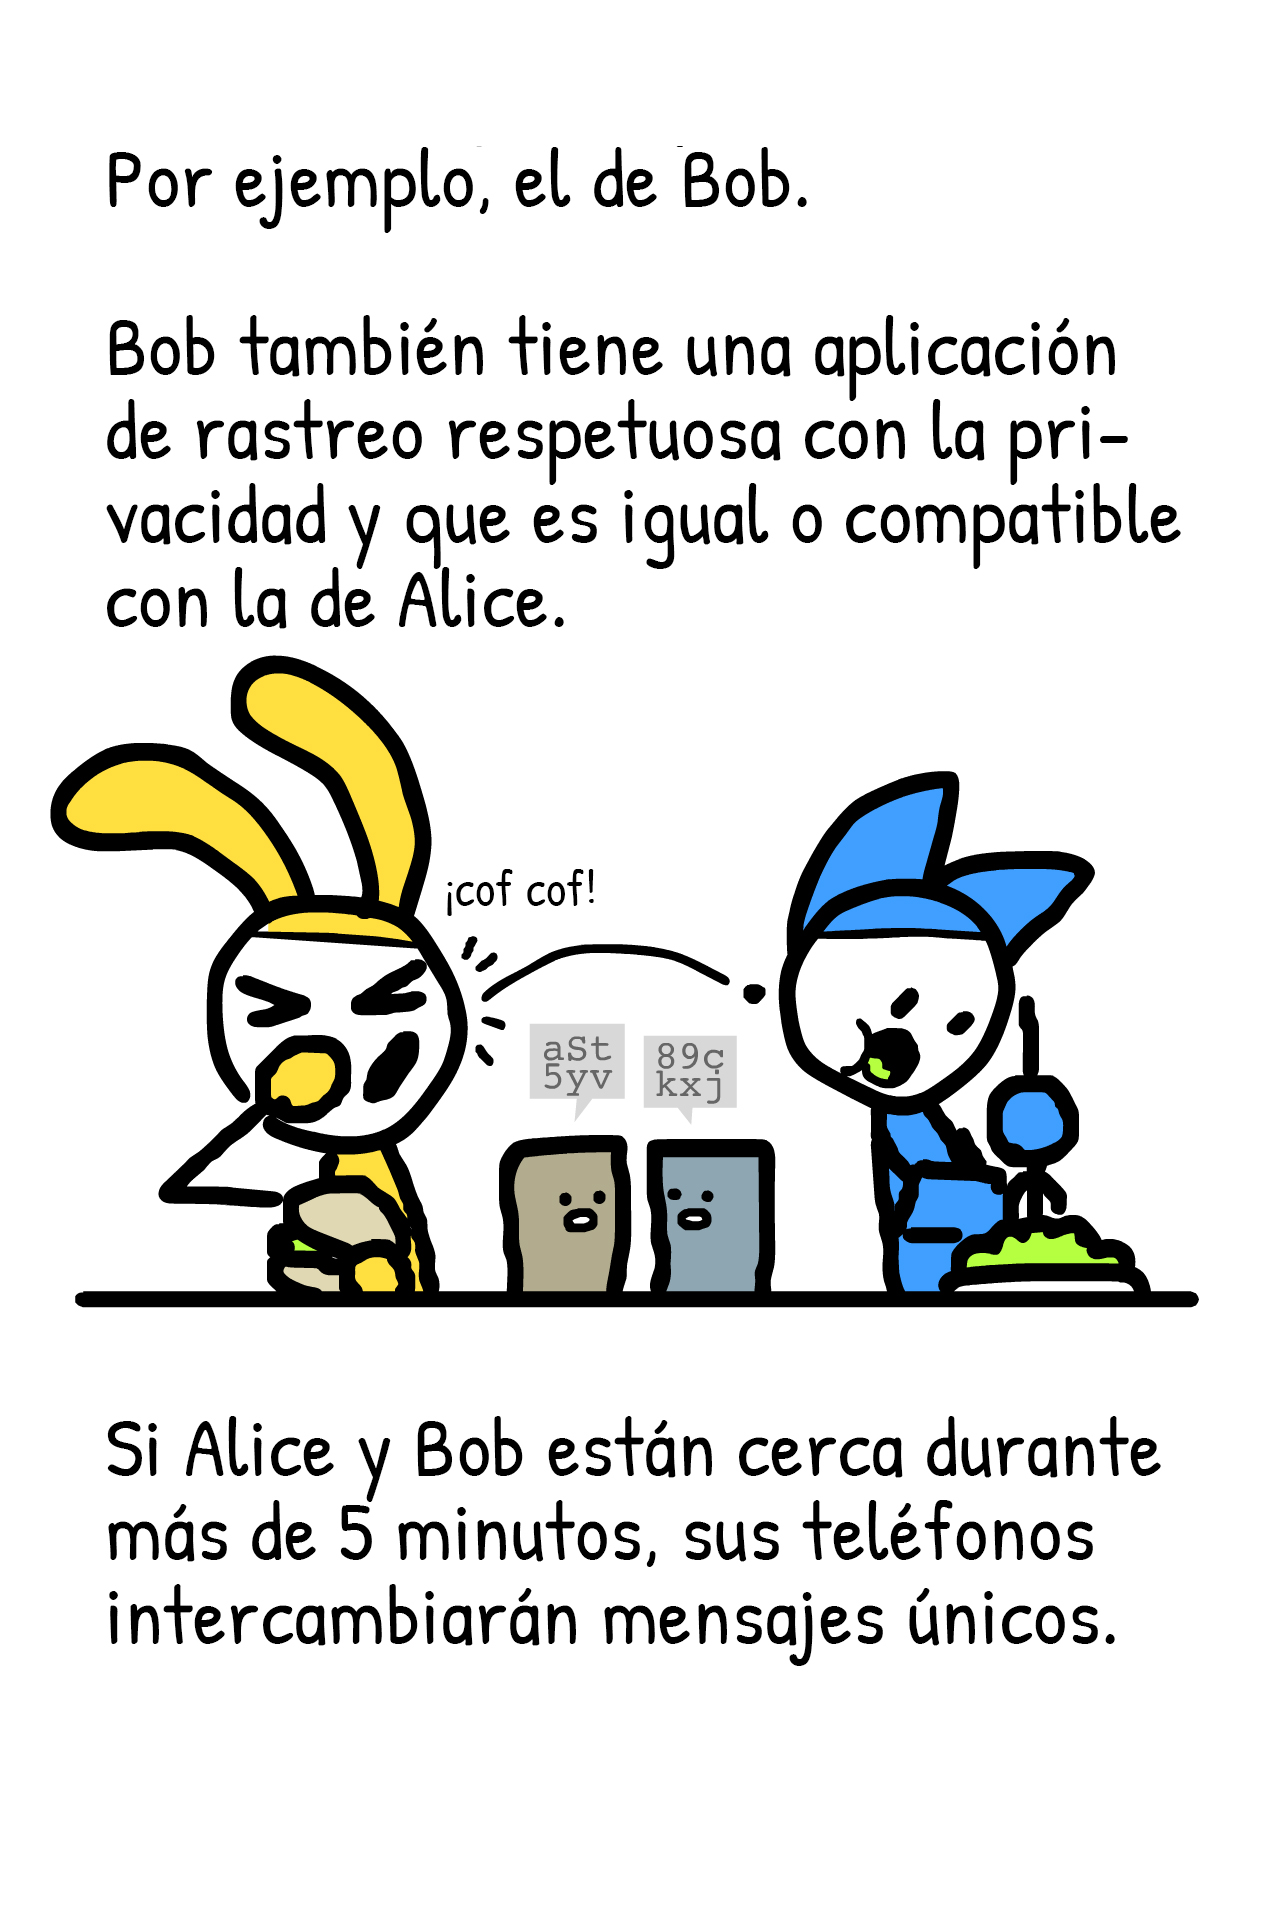 Por ejemplo, el de Bob.
Bob también tiene una aplicación
de rastreo respetuosa con la pri-
vacidad y que es igual o compatible
con la de Alice.
¡cof cof!
aSt
5yv
89c
kxj
Si Alice y Bob están cerca durante
más de 5 minutos, sus teléfonos
intercambiarán mensajes únicos.